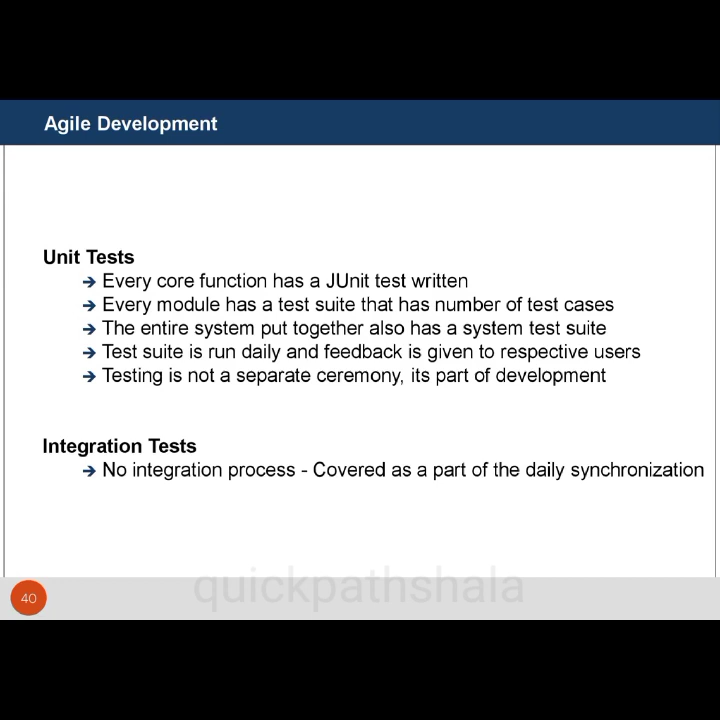 Agile Development
Unit Tests
→ Every core function has a JUnit test written
→ Every module has a test suite that has number of test cases
→ The entire system put together also has a system test suite
→ Test suite is run daily and feedback is given to respective users
→ Testing is not a separate ceremony, its part of development
Integration Tests
→ No integration process - Covered as a part of the daily synchronization
quickpathshala
40